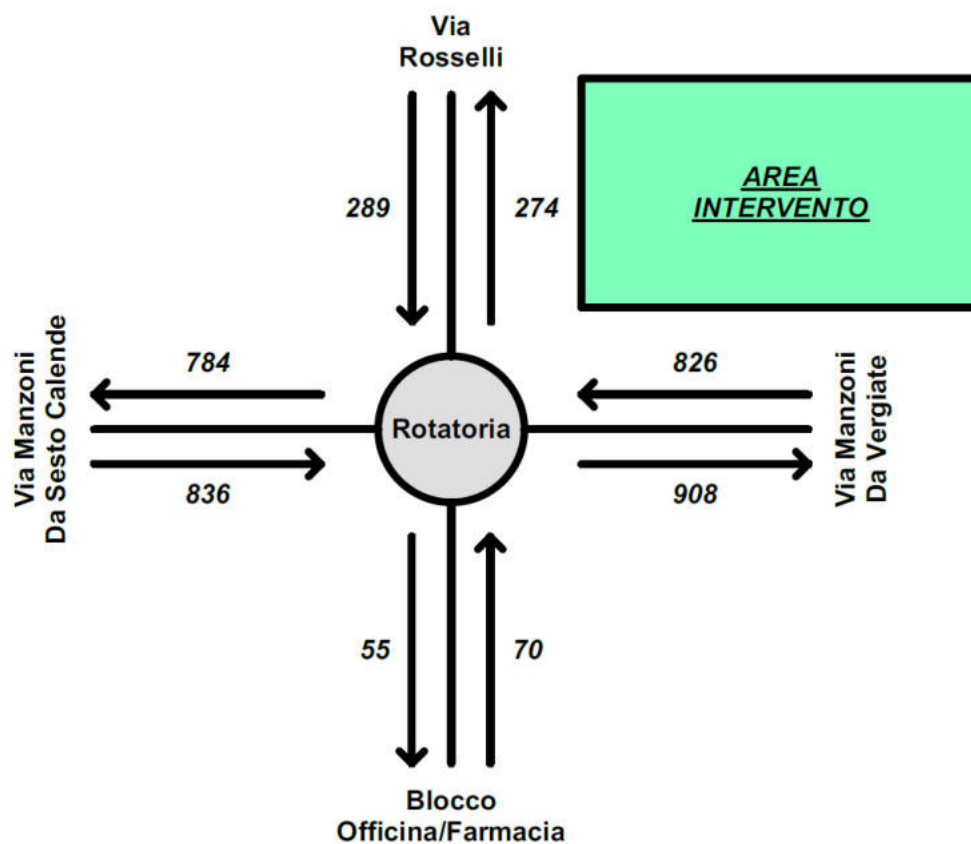 Via
Rosselli
AREA
INTERVENTO
289
274
784
826
Via Manzoni
Da Sesto Calende
Rotatoria
Via Manzoni
Da Vergiate
836
908
55
70
Blocco
Officina/Farmacia